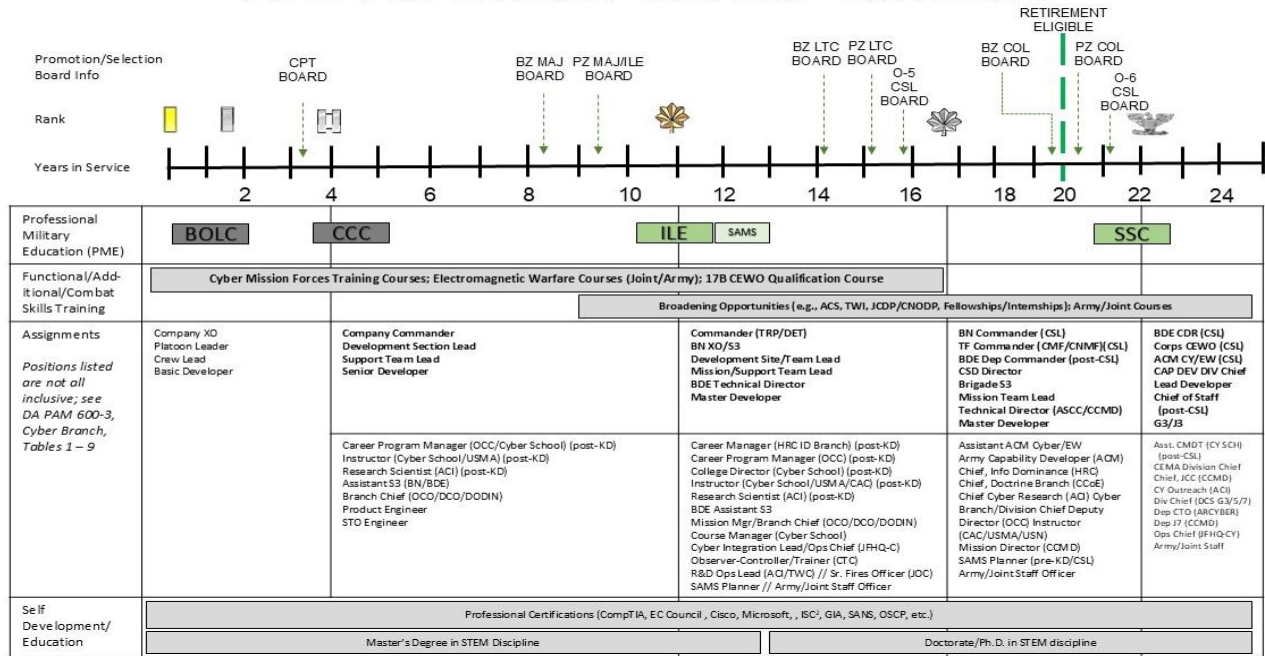 RETIREMENT
ELIGIBLE
Promotion/Selection
Board Info
CPT
BOARD
BZ MAJ
BOARD
PZ MAJ/ILE
BOARD
BZ LTC
BOARD
PZ LTC
BOARD
O-5
CSL
BOARD
BZ COL
BOARD
PZ COL
BOARD
O-6
CSL
BOARD
Rank
Years in Service
2 4 6 8 10 12 14 16 18 20 22 24
Professional
Military
Education (PME)
BOLC
CCC
ILE
SAMS
SSC
Functional/Add-
itional/Combat
Skills Training
Cyber Mission Forces Training Courses; Electromagnetic Warfare Courses (Joint/Army); 17B CEWO Qualification Course
Broadening Opportunities (e.g., ACS, TWI, JCDP/CNODP, Fellowships/Internships); Army/Joint Courses
Assignments
Positions listed
are not all
inclusive; see
DA PAM 600-3,
Cyber Branch,
Tables 1 – 9
Company XO
Platoon Leader
Crew Lead
Basic Developer
Company Commander
Development Section Lead
Support Team Lead
Senior Developer
Career Program Manager (OCC/Cyber School) (post-KD)
Instructor (Cyber School/USMA) (post-KD)
Research Scientist (ACI) (post-KD)
Assistant S3 (BN/BDE)
Branch Chief (OCO/DCO/DODIN)
Product Engineer
STO Engineer
Commander (TRP/DET)
BN XO/S3
Development Site/Team Lead
Mission/Support Team Lead
BDE Technical Director
Master Developer
Career Manager (HRC ID Branch) (post-KD)
Career Program Manager (OCC) (post-KD)
College Director (Cyber School) (post-KD)
Instructor (Cyber School/USMA/CAC) (post-KD)
Research Scientist (ACI) (post-KD)
BDE Assistant S3
Mission Mgr/Branch Chief (OCO/DCO/DODIN)
Course Manager (Cyber School)
Cyber Integration Lead/Ops Chief (JFHQ-C)
Observer-Controller/Trainer (CTC)
R&D Ops Lead (ACI/TWC) // Sr. Fires Officer (JOC)
SAMS Planner // Army/Joint Staff Officer
BN Commander (CSL)
TF Commander (CMF/CNMF)(CSL)
BDE Dep Commander (post-CSL)
CSD Director
Brigade S3
Mission Team Lead
Technical Director (ASCC/CCMD)
Master Developer
Assistant ACM Cyber/EW
Army Capability Developer (ACM)
Chief, Info Dominance (HRC)
Chief, Doctrine Branch (CCoE)
Chief Cyber Research (ACI) Cyber
Branch/Division Chief Deputy
Director (OCC) Instructor
(CAC/USMA/USN)
Mission Director (CCMD)
SAMS Planner (pre-KD/CSL)
Army/Joint Staff Officer
BDE CDR (CSL)
Corps CEWO (CSL)
ACM CY/EW (CSL)
CAP DEV DIV Chief
Lead Developer
Chief of Staff
(post-CSL)
G3/J3
Asst. CMDT (CY SCH)
(post-CSL)
CEMA Division Chief
Chief, JCC (CCMD)
CY Outreach (ACI)
Div Chief (DCS G3/5/7)
Dep CTO (ARCYBER)
Dep J7 (CCMD)
Ops Chief (JFHQ-CY)
Army/Joint Staff
Self
Development/
Education
Professional Certifications (CompTIA, EC Council , Cisco, Microsoft, , ISC², GIA, SANS, OSCP, etc.)
Master's Degree in STEM Discipline
Doctorate/Ph.D. in STEM discipline